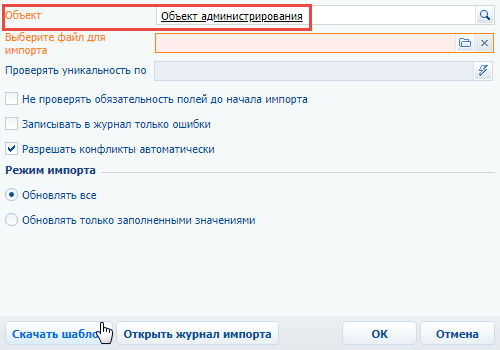 Объект Объект администрирования
Выберите файл для
импорта
Проверять уникальность по
Не проверять обязательность полей до начала импорта
Записывать в журнал только ошибки
Разрешать конфликты автоматически
Режим импорта
Обновлять все
Обновлять только заполненными значениями
Скачать шабло Открыть журнал импорта ОК Отмена